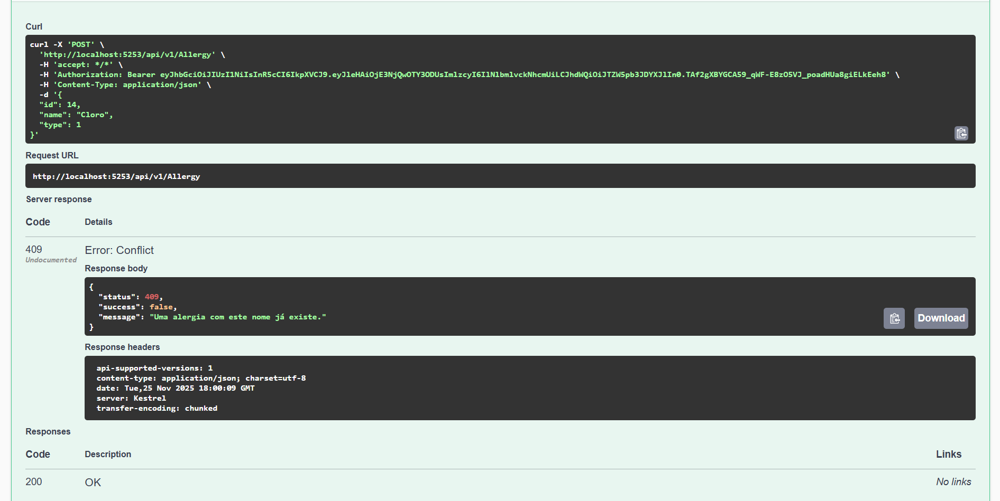 Curl
curl -X 'POST' \
'http://localhost:5253/api/v1/Allergy' \
-H 'accept: */*' \
-H 'Authorization: Bearer eyJhbGciOiJIUzI1NiIsInR5cCI6IkpXVCJ9.eyJleHAiOjE3NjQwOTY3ODUsImlzcyI6IlNlbmlvckNhcmUiLCJhdWQiOiJTZW5pb3JDYXJlIn0.TAf2gXBYGCA59_qWF-E8zO5VJ_poadHUa8giELkEeh8' \
-H 'Content-Type: application/json' \
-d '{
"id": 14,
"name": "Cloro",
"type": 1
}'
Request URL
http://localhost:5253/api/v1/Allergy
Server response
Code Details
409 Error: Conflict
Undocumented
Response body
{
"status": 409,
"success": false,
"message": "Uma alergia com este nome já existe."
}
Download
Response headers
api-supported-versions: 1
content-type: application/json; charset=utf-8
date: Tue,25 Nov 2025 18:00:09 GMT
server: Kestrel
transfer-encoding: chunked
Responses
Code Description Links
200 OK No links